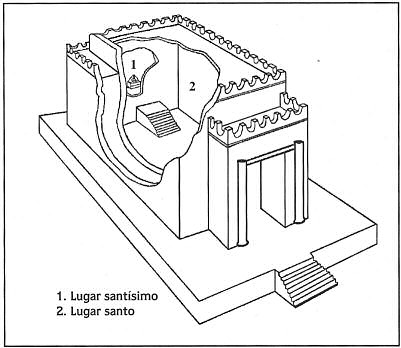 1
2
1. Lugar santísimo
2. Lugar santo